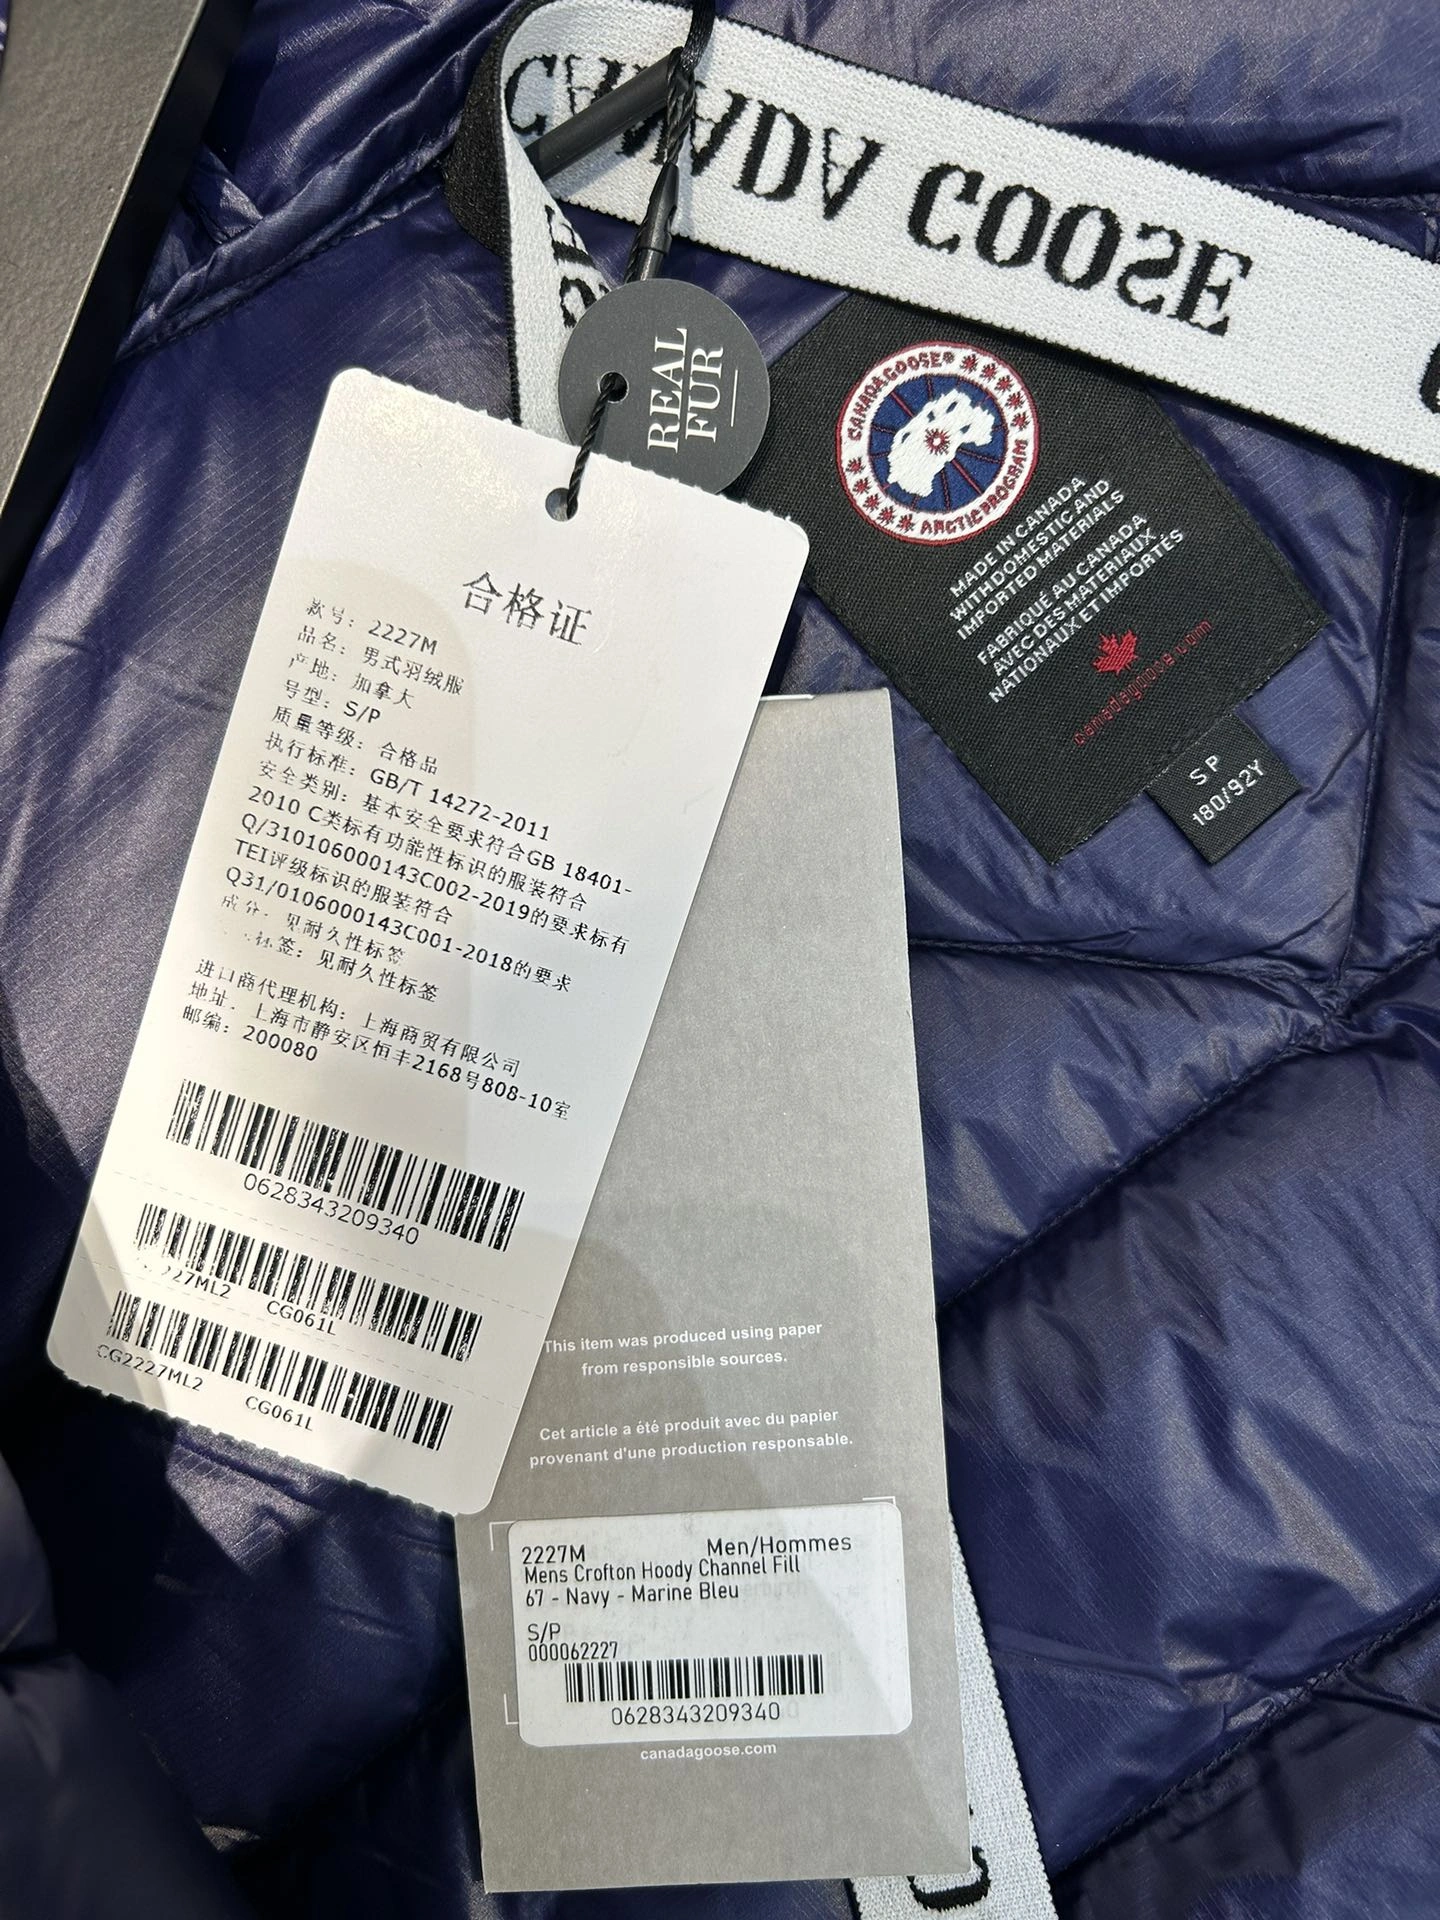 CANADA GOOSE
REAL
FUR
CANADA GOOSE®
ARCTIC PROGRAM
MADE IN CANADA
WITH DOMESTIC AND
IMPORTED MATERIALS
FABRIQUÉ AU CANADA
AVEC DES MATERIAUX
NATIONAUX ET IMPORTÉS
canadagoose.com
S P
180/92Y
合格证
款号: 2227M
品名: 男式羽绒服
产地: 加拿大
号型: S/P
质量等级: 合格品
执行标准: GB/T 14272-2011
安全类别: 基本安全要求符合GB 18401-
2010 C类标有功能性标识的服装符合
Q/310106000143C002-2019的要求标有
TEI评级标识的服装符合
Q31/0106000143C001-2018的要求
成分: 见耐久性标签
标签: 见耐久性标签
进口商代理机构: 上海商贸有限公司
地址: 上海市静安区恒丰2168号808-10室
邮编: 200080
0628343209340
227ML2 CG061L
CG2227ML2 CG061L
This item was produced using paper
from responsible sources.
Cet article a été produit avec du papier
provenant d'une production responsable.
2227M Men/Hommes
Mens Crofton Hoody Channel Fill
67 - Navy - Marine Bleu
S/P
000062227
0628343209340
canadagoose.com